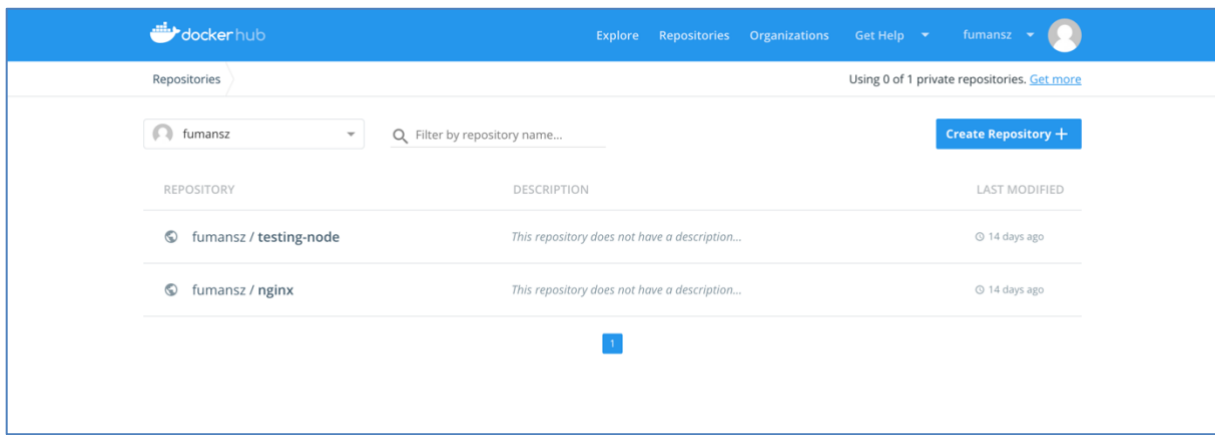 dockerhub Explore Repositories Organizations Get Help fumansz
Repositories Using 0 of 1 private repositories. Get more
fumansz Filter by repository name... Create Repository +
REPOSITORY DESCRIPTION LAST MODIFIED
fumansz / testing-node This repository does not have a description... 14 days ago
fumansz / nginx This repository does not have a description... 14 days ago
1